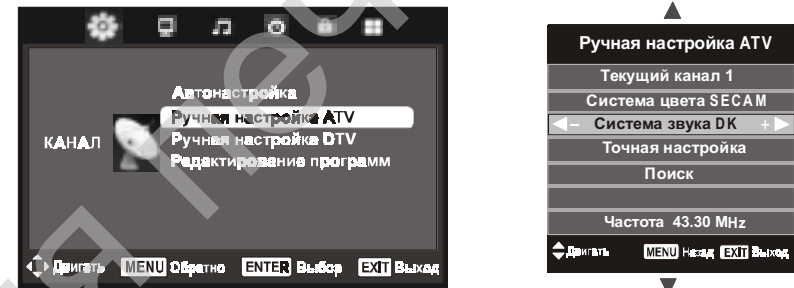 Автонастройка
Ручная настройка ATV
КАНАЛ
Ручная настройка DTV
Редактирование программ
Двигать MENU Обратно ENTER Выбор EXIT Выход
Ручная настройка ATV
Текущий канал 1
Система цвета SECAM
– Система звука DK +
Точная настройка
Поиск
Частота 43.30 MHz
Двигать MENU Назад EXIT Выход